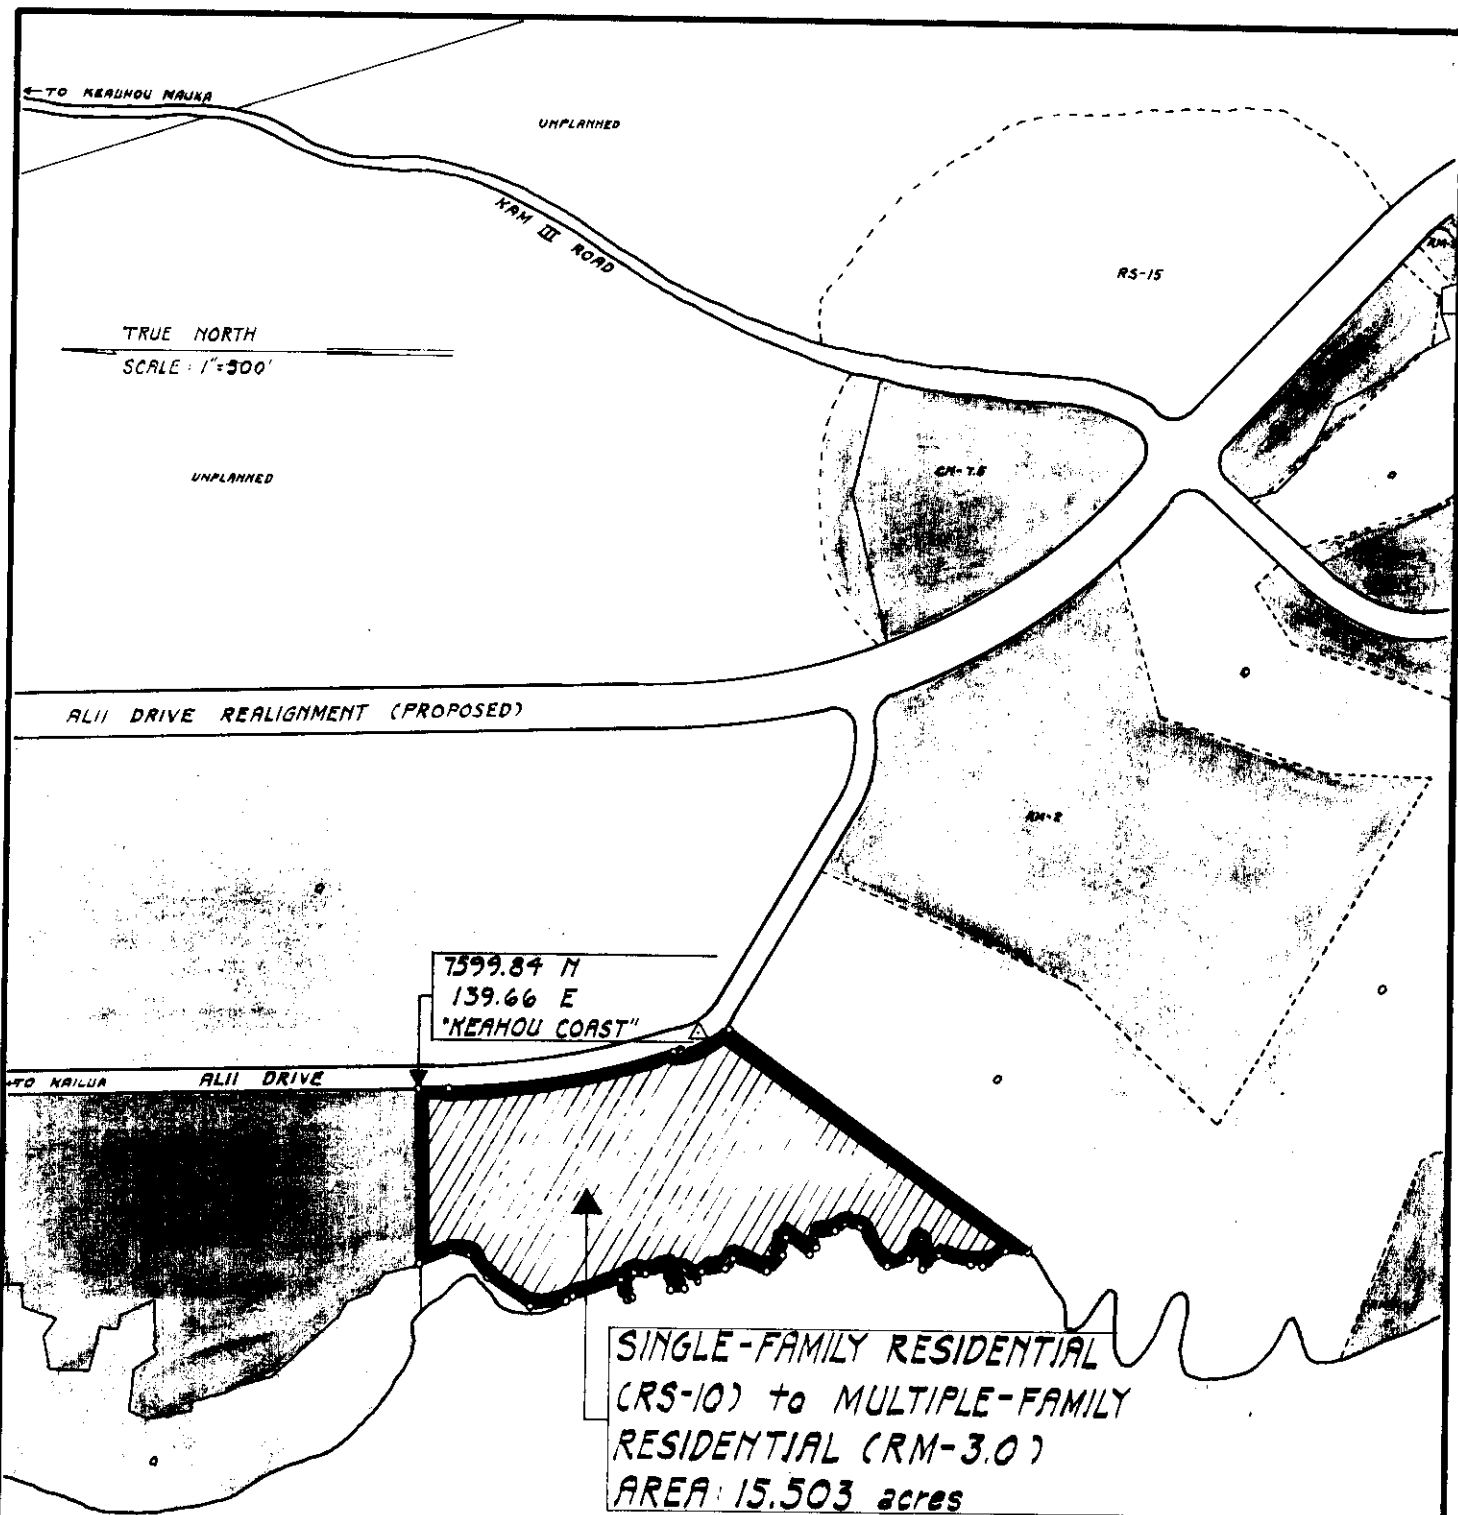 ←TO KEAUHOU MAUKA
UNPLANNED
KAM III ROAD
RS-15
TRUE NORTH
SCALE: 1"=500'
UNPLANNED
CM-7.5
ALII DRIVE REALIGNMENT (PROPOSED)
RM-2
O
O
O
O
O
7599.84 N
139.66 E
"KEAHOU COAST"
←TO KAILUA
ALII DRIVE
SINGLE-FAMILY RESIDENTIAL
(RS-10) to MULTIPLE-FAMILY
RESIDENTIAL (RM-3.0)
AREA: 15.503 acres
O